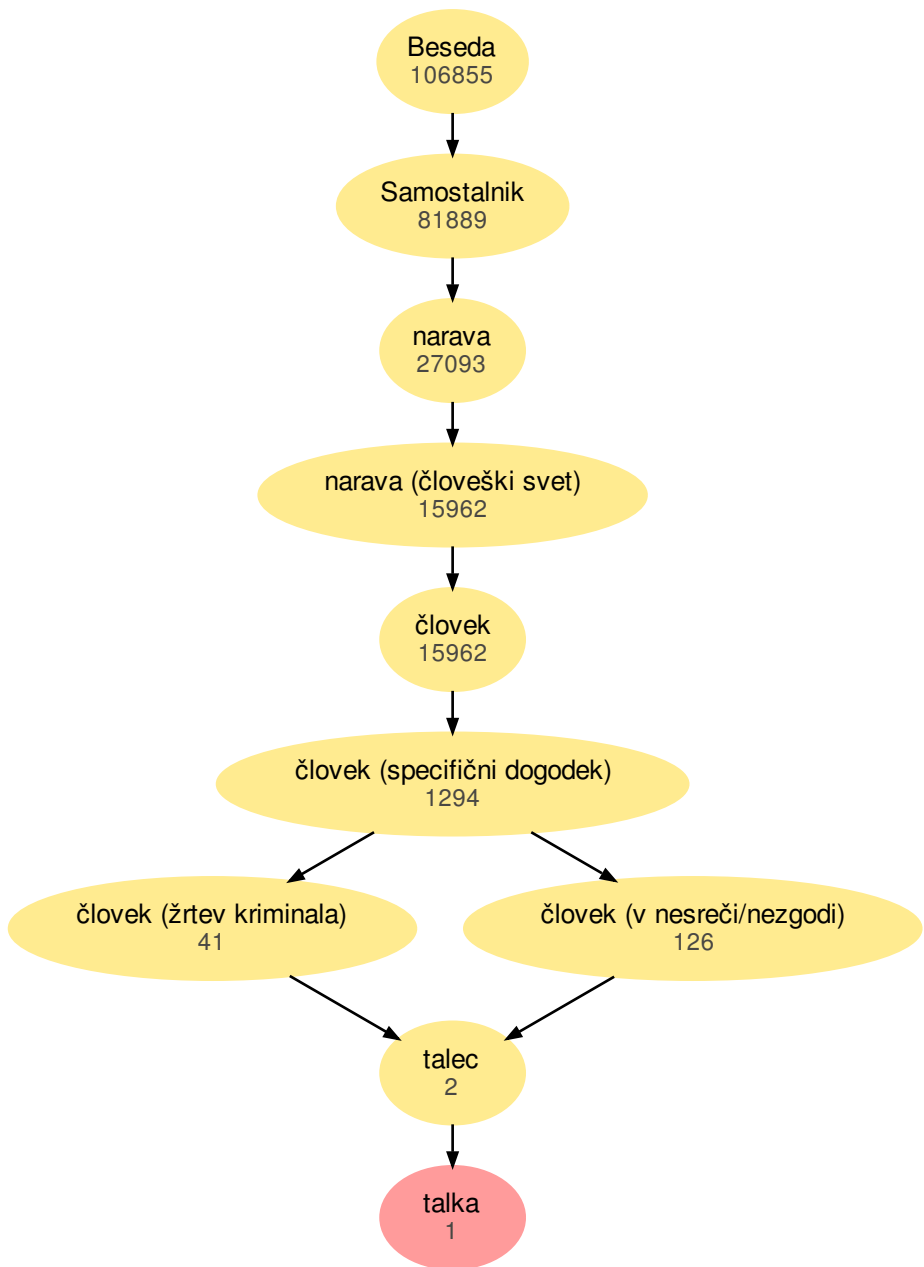 Beseda
106855
Samostalnik
81889
narava
27093
narava (človeški svet)
15962
človek
15962
človek (specifični dogodek)
1294
človek (žrtev kriminala)
41
človek (v nesreči/nezgodi)
126
talec
2
talka
1